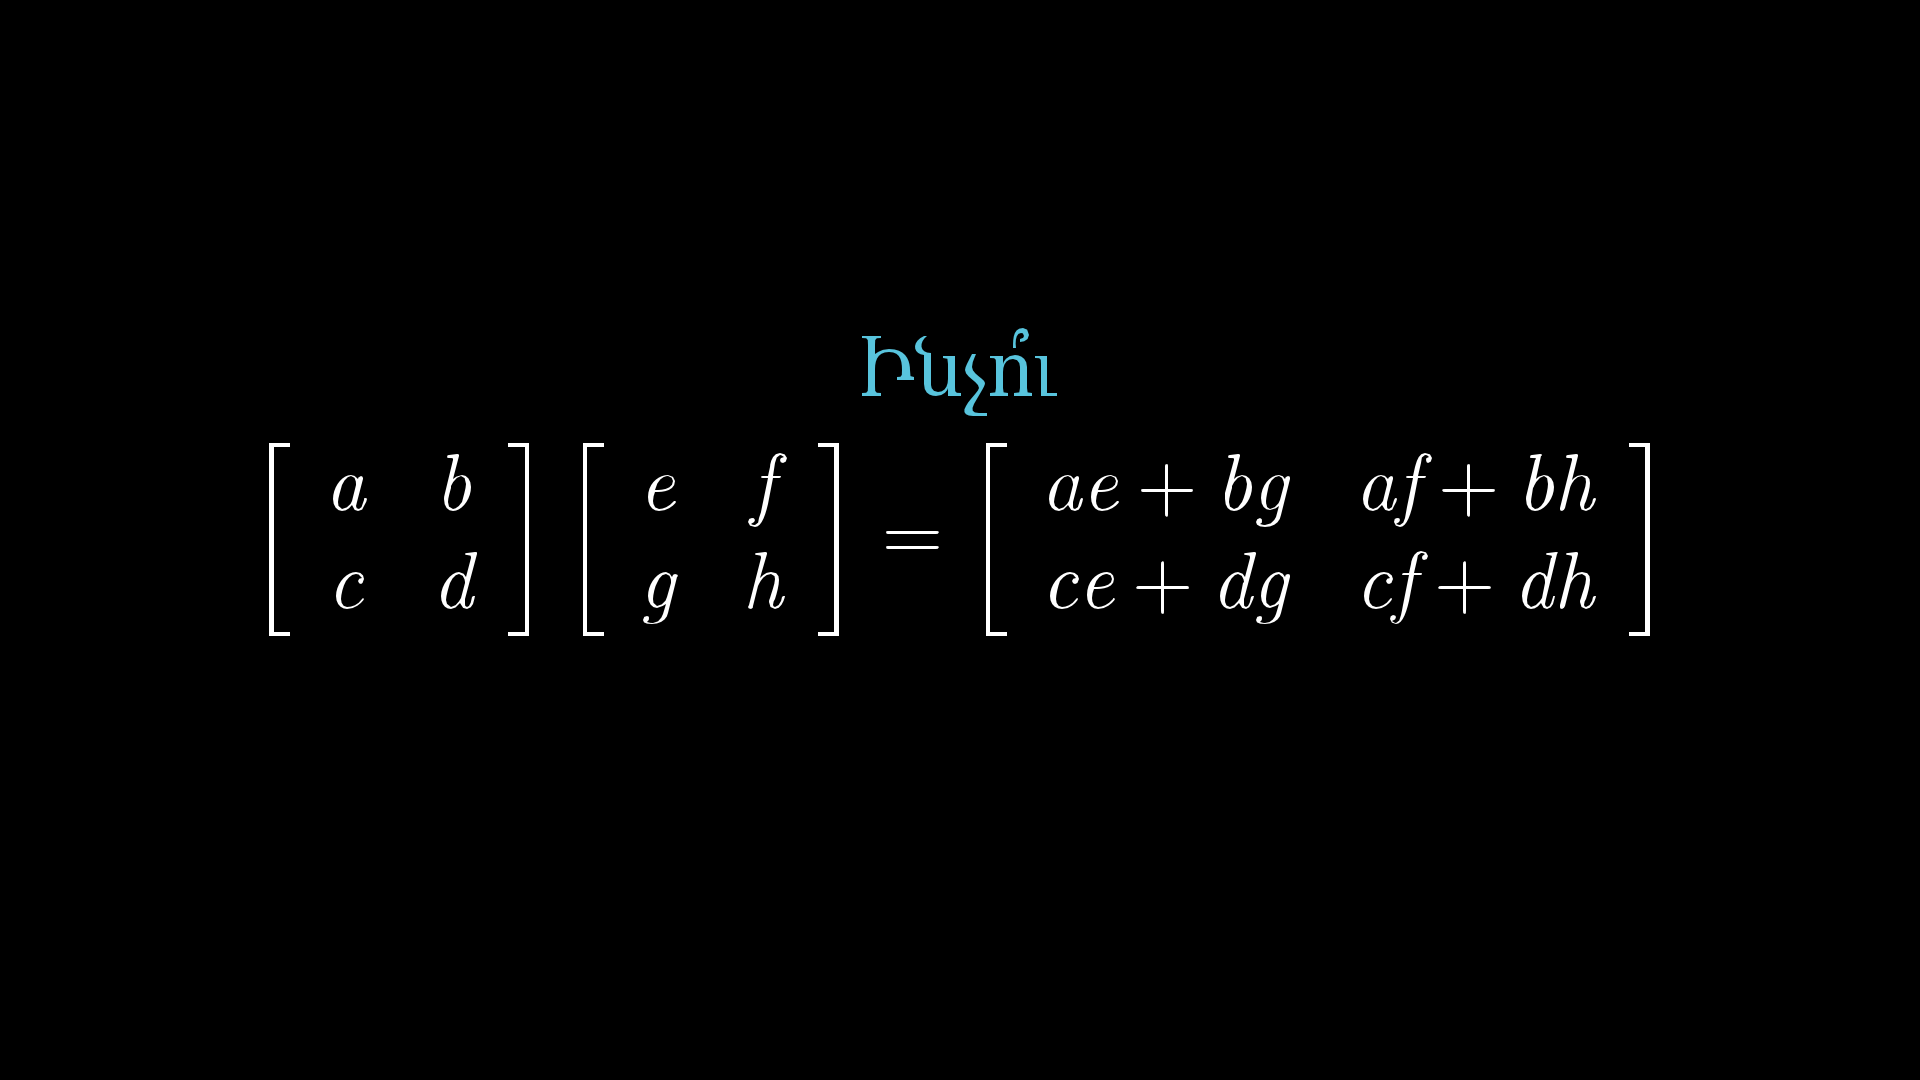 Ինչո՞ւ
[ a b ] [ e f ] = [ ae + bg af + bh ]
[ c d ] [ g h ] [ ce + dg cf + dh ]